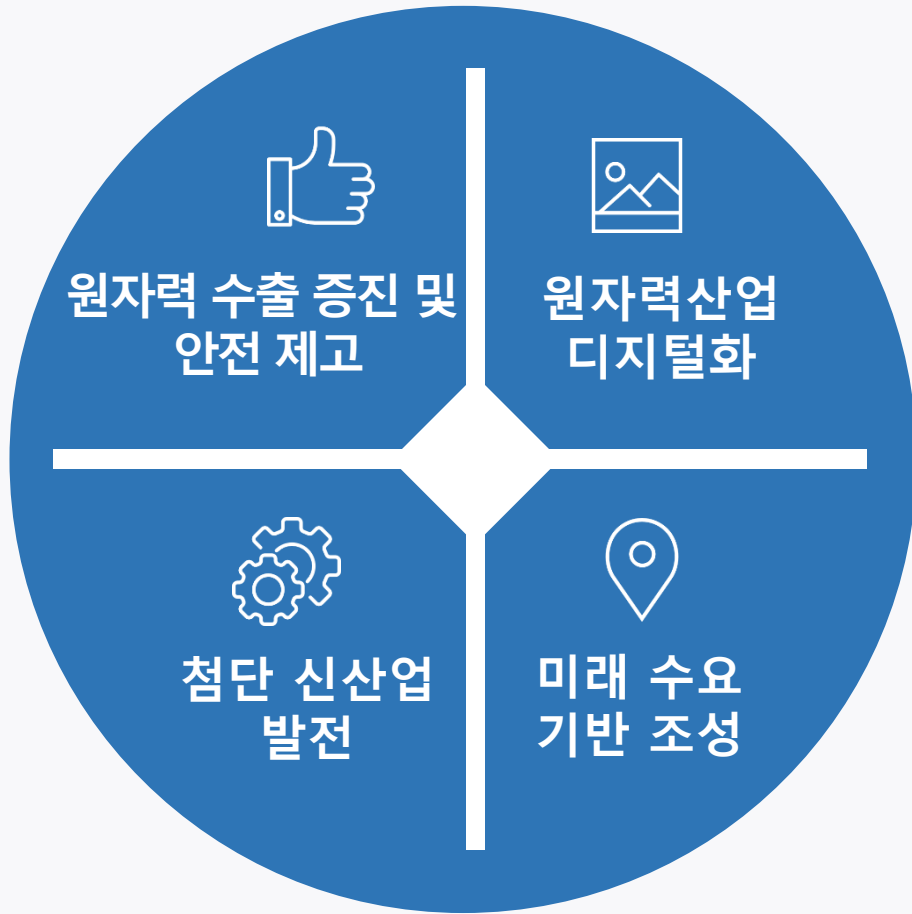 원자력 수출 증진 및
안전 제고
원자력산업
디지털화
첨단 신산업
발전
미래 수요
기반 조성